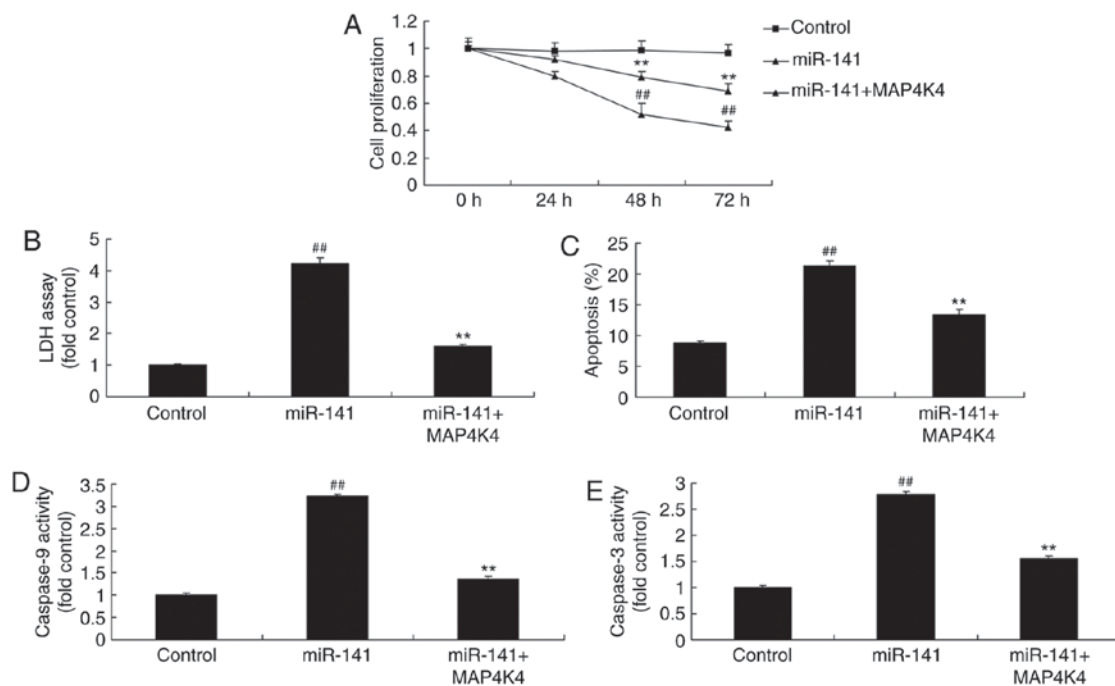 A
Cell proliferation
1.2
1
0.8
0.6
0.4
0.2
0
**
**
##
##
0 h 24 h 48 h 72 h
Control
miR-141
miR-141+MAP4K4
B
LDH assay
(fold control)
5
4
3
2
1
0
##
**
Control miR-141 miR-141+
MAP4K4
C
Apoptosis (%)
25
20
15
10
5
0
##
**
Control miR-141 miR-141+
MAP4K4
D
Caspase-9 activity
(fold control)
3.5
3
2.5
2
1.5
1
0.5
0
##
**
Control miR-141 miR-141+
MAP4K4
E
Caspase-3 activity
(fold control)
3
2.5
2
1.5
1
0.5
0
##
**
Control miR-141 miR-141+
MAP4K4